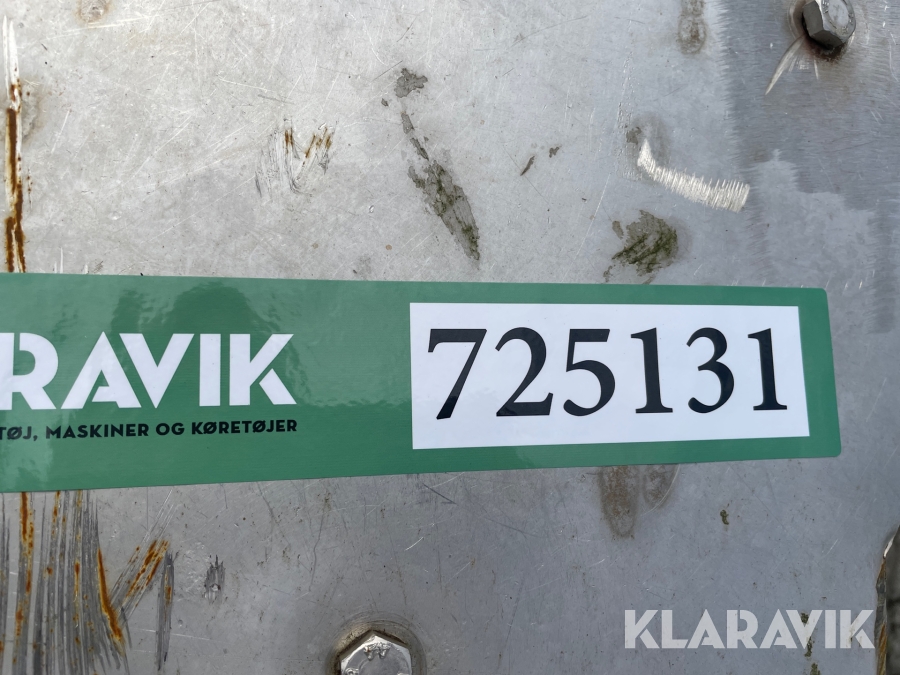 RAVIK
TØJ, MASKINER OG KØRETØJER
725131
KLARAVIK